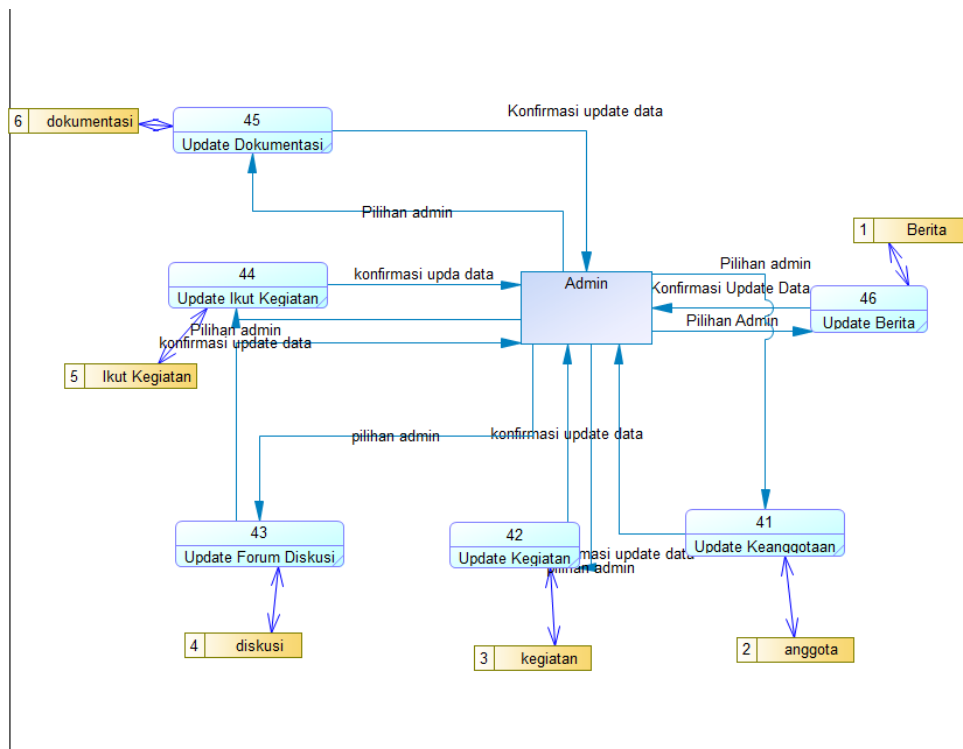 Konfirmasi update data
6 dokumentasi
45
Update Dokumentasi
Pilihan admin
1 Berita
Pilihan admin
44
Update Ikut Kegiatan
konfirmasi upda data
Admin
Konfirmasi Update Data
46
Update Berita
Pilihan Admin
Pilihan admin
konfirmasi update data
5 Ikut Kegiatan
pilihan admin
konfirmasi update data
43
Update Forum Diskusi
42
Update Kegiatan
41
Update Keanggotaan
update data
pilihan admin
4 diskusi
3 kegiatan
2 anggota